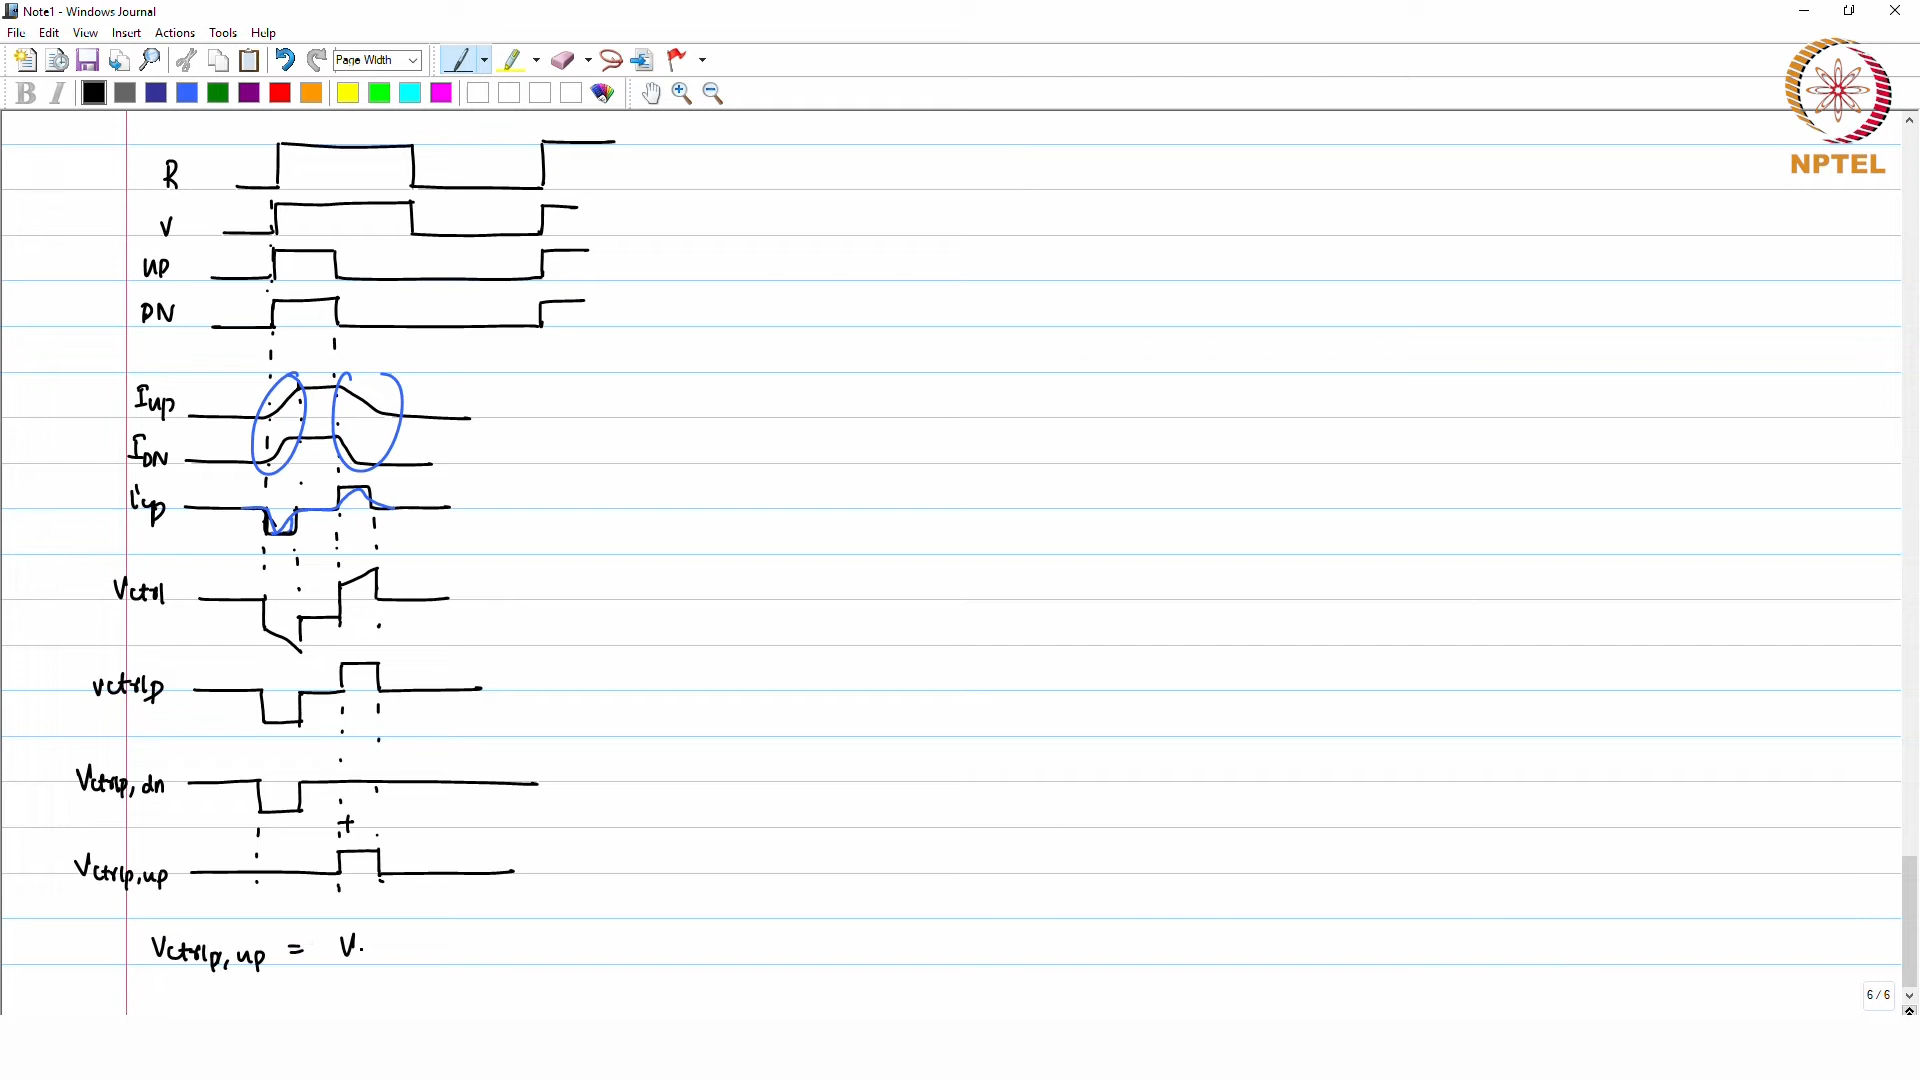 Note1 - Windows Journal
File Edit View Insert Actions Tools Help
Page Width
B I
NPTEL
R
V
UP
DN
Iup
IDN
Vctrl
Vctrlp
Vctrlp, dn
+
Vctrlp,up
Vctrlp, up = V.
6 / 6